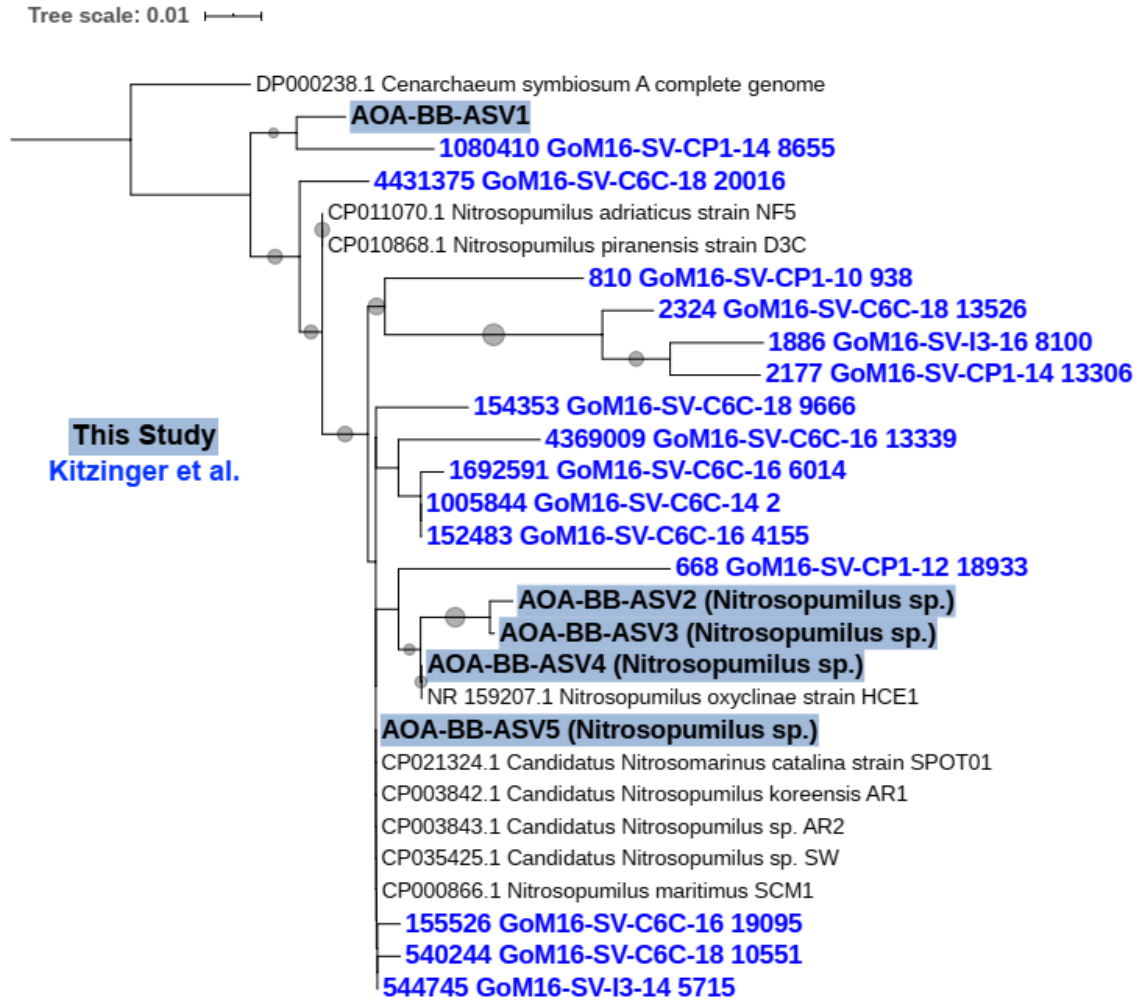 Tree scale: 0.01
DP000238.1 Cenarchaeum symbiosum A complete genome
AOA-BB-ASV1
1080410 GoM16-SV-CP1-14 8655
4431375 GoM16-SV-C6C-18 20016
CP011070.1 Nitrosopumilus adriaticus strain NF5
CP010868.1 Nitrosopumilus piranensis strain D3C
810 GoM16-SV-CP1-10 938
2324 GoM16-SV-C6C-18 13526
1886 GoM16-SV-I3-16 8100
2177 GoM16-SV-CP1-14 13306
154353 GoM16-SV-C6C-18 9666
This Study
4369009 GoM16-SV-C6C-16 13339
Kitzinger et al.
1692591 GoM16-SV-C6C-16 6014
1005844 GoM16-SV-C6C-14 2
152483 GoM16-SV-C6C-16 4155
668 GoM16-SV-CP1-12 18933
AOA-BB-ASV2 (Nitrosopumilus sp.)
AOA-BB-ASV3 (Nitrosopumilus sp.)
AOA-BB-ASV4 (Nitrosopumilus sp.)
NR 159207.1 Nitrosopumilus oxyclinae strain HCE1
AOA-BB-ASV5 (Nitrosopumilus sp.)
CP021324.1 Candidatus Nitrosomarinus catalina strain SPOT01
CP003842.1 Candidatus Nitrosopumilus koreensis AR1
CP003843.1 Candidatus Nitrosopumilus sp. AR2
CP035425.1 Candidatus Nitrosopumilus sp. SW
CP000866.1 Nitrosopumilus maritimus SCM1
155526 GoM16-SV-C6C-16 19095
540244 GoM16-SV-C6C-18 10551
544745 GoM16-SV-I3-14 5715